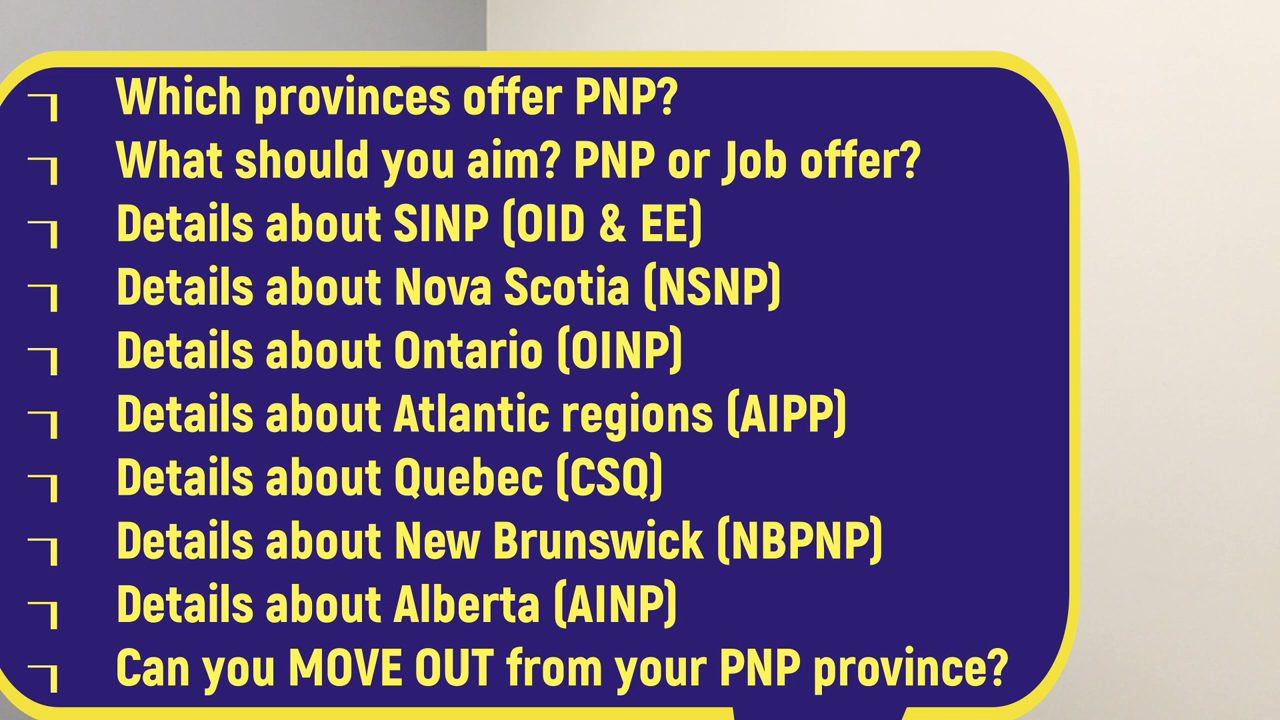 ¬ Which provinces offer PNP?
¬ What should you aim? PNP or Job offer?
¬ Details about SINP (OID & EE)
¬ Details about Nova Scotia (NSNP)
¬ Details about Ontario (OINP)
¬ Details about Atlantic regions (AIPP)
¬ Details about Quebec (CSQ)
¬ Details about New Brunswick (NBPNP)
¬ Details about Alberta (AINP)
¬ Can you MOVE OUT from your PNP province?